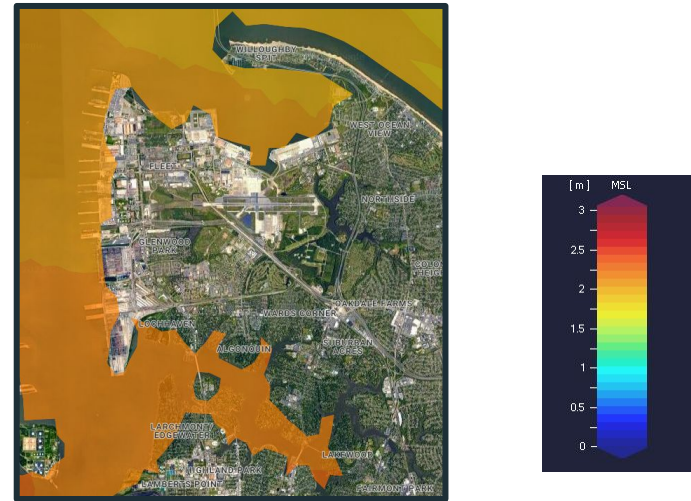 WILLOUGHBY
SPIT
WEST OCEAN
VIEW
FLEET
NORTHSIDE
GLENWOOD
PARK
OAKDALE FARMS
WARDS CORNER
LOCHHAVEN
ALGONQUIN
SUBURBAN
ACRES
LARCHMONT/
EDGEWATER
LAKEWOOD
HIGHLAND PARK
LAMBERTS POINT
FAIRMOUNT PARK
[m] MSL
3
2.5
2
1.5
1
0.5
0